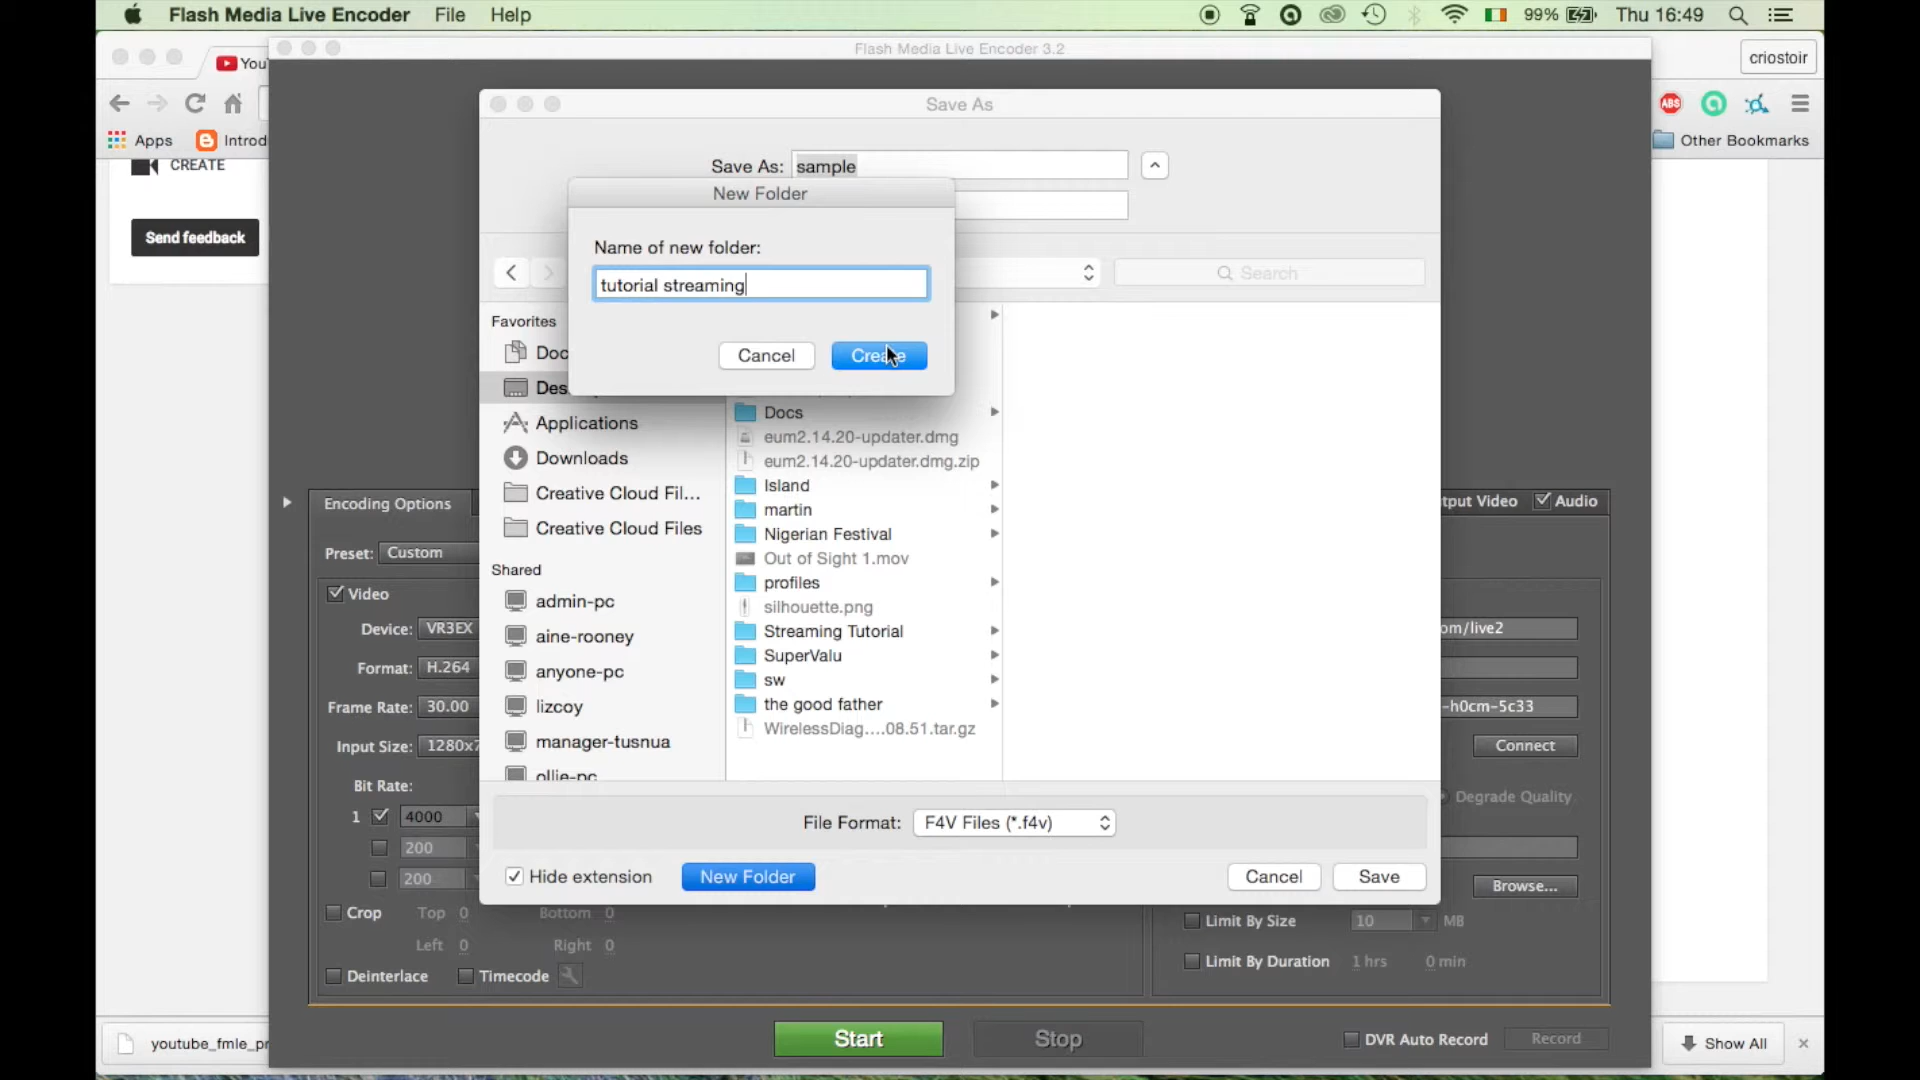 Flash Media Live Encoder File Help
99% Thu 16:49
Flash Media Live Encoder 3.2
criostoir
You
ABS
Apps Introd
Other Bookmarks
CREATE
Send feedback
Save As
Save As: sample
New Folder
Name of new folder:
tutorial streaming
Cancel Create
Search
Favorites
Doc
Des
Applications
Downloads
Creative Cloud Fil...
Creative Cloud Files
Shared
admin-pc
aine-rooney
anyone-pc
lizcoy
manager-tusnua
ollie-pc
Docs
eum2.14.20-updater.dmg
eum2.14.20-updater.dmg.zip
Island
martin
Nigerian Festival
Out of Sight 1.mov
profiles
silhouette.png
Streaming Tutorial
SuperValu
sw
the good father
WirelessDiag....08.51.tar.gz
File Format: F4V Files (*.f4v)
Hide extension New Folder Cancel Save
Encoding Options
Preset: Custom
Video
Device: VR3EX
Format: H.264
Frame Rate: 30.00
Input Size: 1280x7
Bit Rate:
1 4000
200
200
Crop Top 0 Bottom 0
Left 0 Right 0
Deinterlace Timecode
tput Video Audio
om/live2
-h0cm-5c33
Connect
Degrade Quality
Browse...
Limit By Size 10 MB
Limit By Duration 1 hrs 0 min
Start Stop DVR Auto Record Record
youtube_fmle_pr
Show All